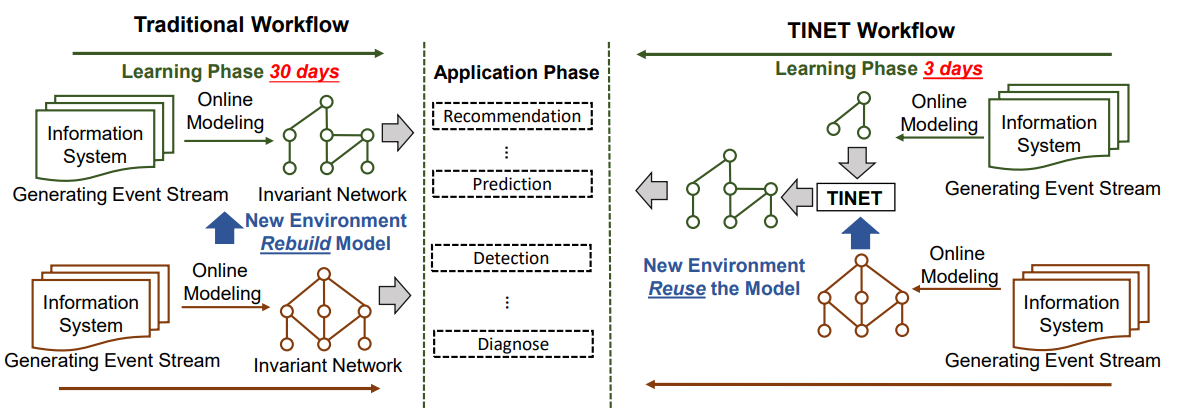 Traditional Workflow
Learning Phase 30 days
Online
Modeling
Information
System
Generating Event Stream
Invariant Network
New Environment
Rebuild Model
Online
Modeling
Information
System
Generating Event Stream
Invariant Network
Application Phase
Recommendation
...
Prediction
Detection
...
Diagnose
TINET Workflow
Learning Phase 3 days
Online
Modeling
Information
System
Generating Event Stream
TINET
New Environment
Reuse the Model
Online
Modeling
Information
System
Generating Event Stream